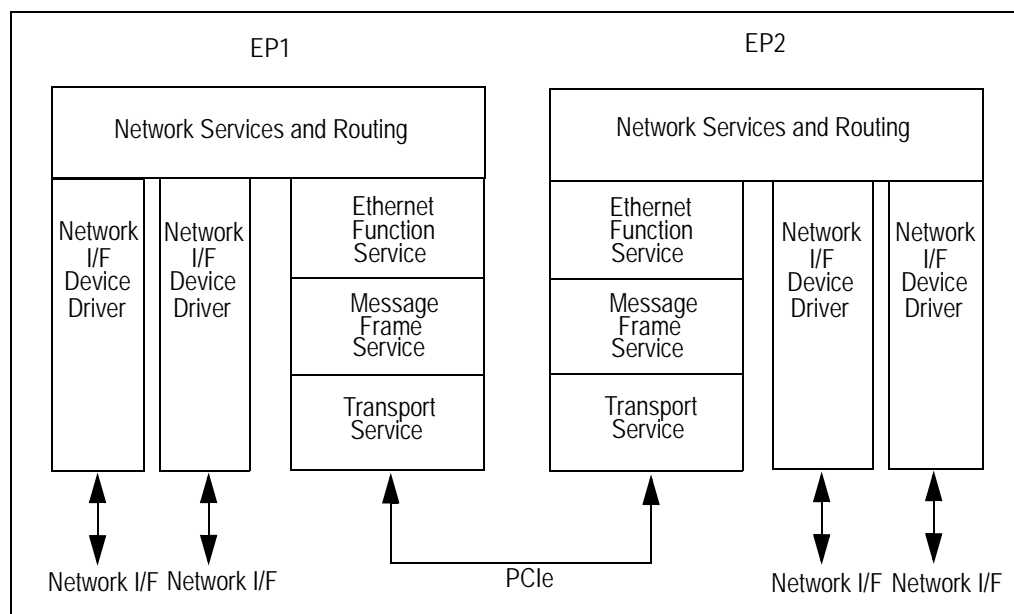 EP1
EP2
Network Services and Routing
Network Services and Routing
Network
I/F
Device
Driver
Network
I/F
Device
Driver
Ethernet
Function
Service
Message
Frame
Service
Transport
Service
Ethernet
Function
Service
Message
Frame
Service
Transport
Service
Network
I/F
Device
Driver
Network
I/F
Device
Driver
Network I/F
Network I/F
PCIe
Network I/F
Network I/F